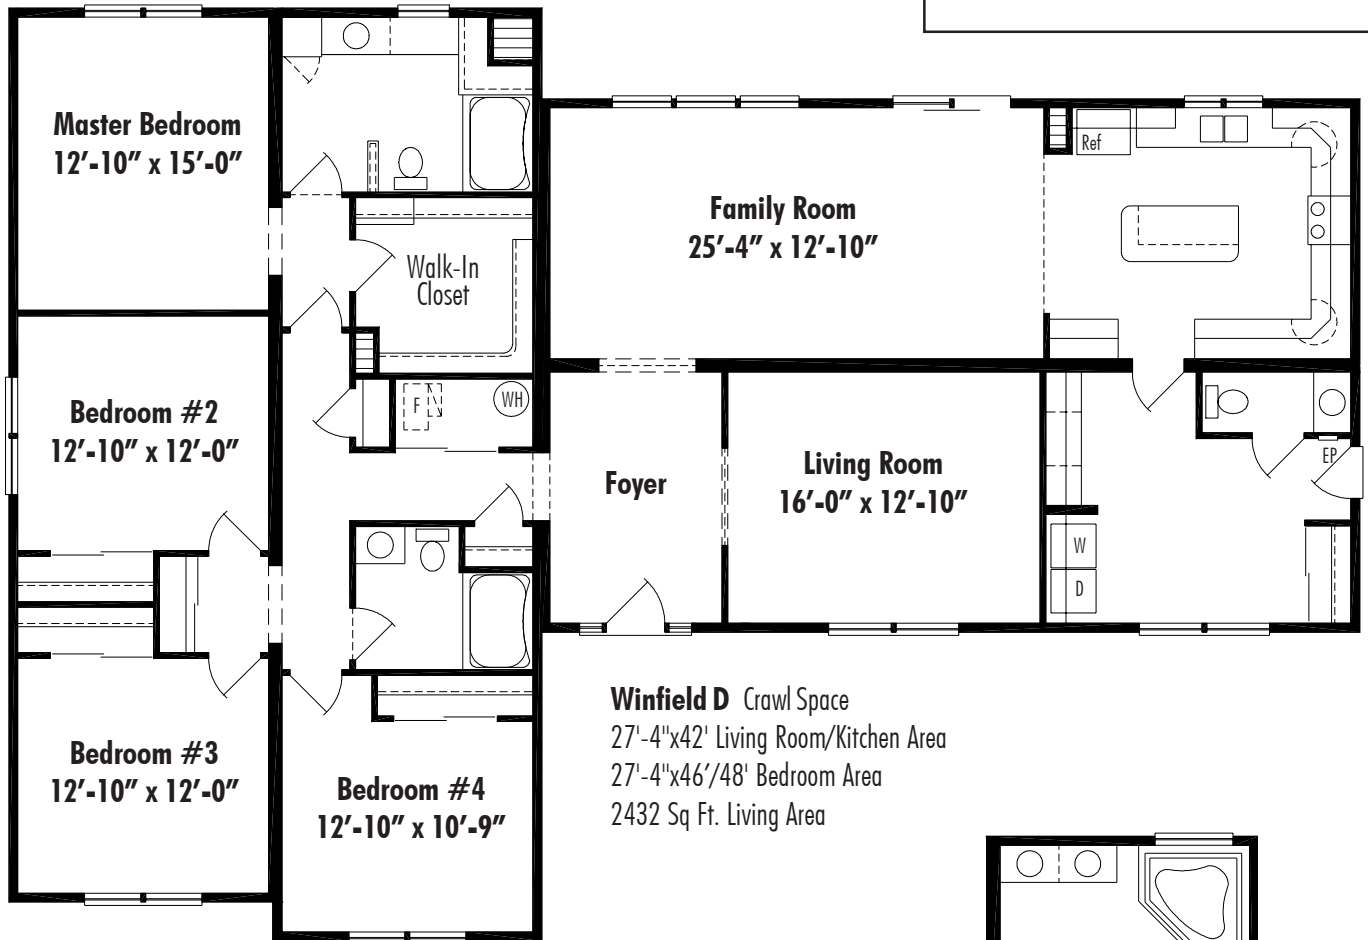 Master Bedroom
12’-10” x 15’-0”
Ref
Family Room
25’-4” x 12’-10”
Walk-In
Closet
Bedroom #2
12’-10” x 12’-0”
F
WH
Foyer
Living Room
16’-0” x 12’-10”
EP
W
D
Winfield D Crawl Space
27'-4"x42' Living Room/Kitchen Area
27'-4"x46’/48' Bedroom Area
2432 Sq Ft. Living Area
Bedroom #3
12’-10” x 12’-0”
Bedroom #4
12’-10” x 10’-9”